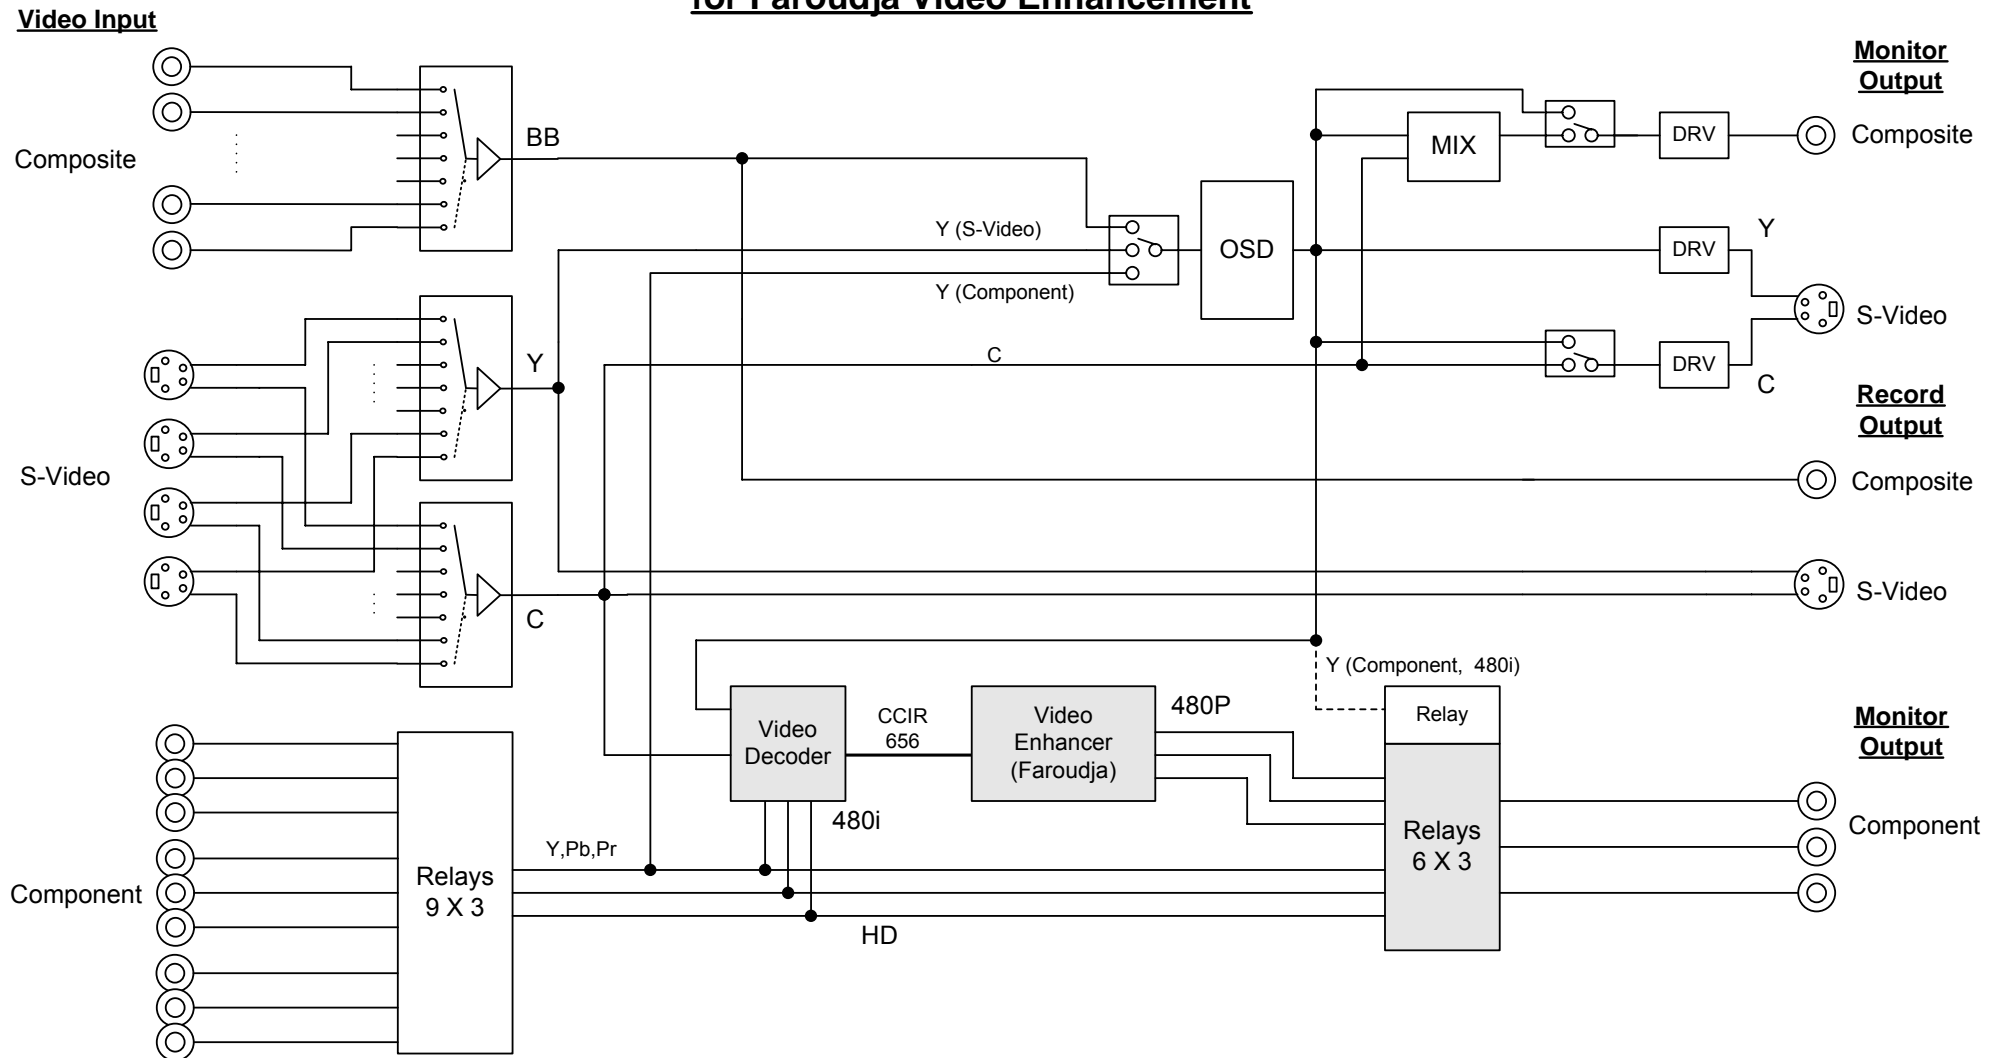 for Faroudja Video Enhancement
Video Input
Monitor
Output
Composite
BB
MIX
DRV
Composite
Y (S-Video)
OSD
DRV
Y
Y (Component)
S-Video
Y
C
DRV
C
Record
Output
S-Video
Composite
C
S-Video
Y (Component, 480i)
Video
Decoder
CCIR
656
Video
Enhancer
(Faroudja)
480P
Relay
Monitor
Output
480i
Y,Pb,Pr
Relays
6 X 3
Component
Component
Relays
9 X 3
HD